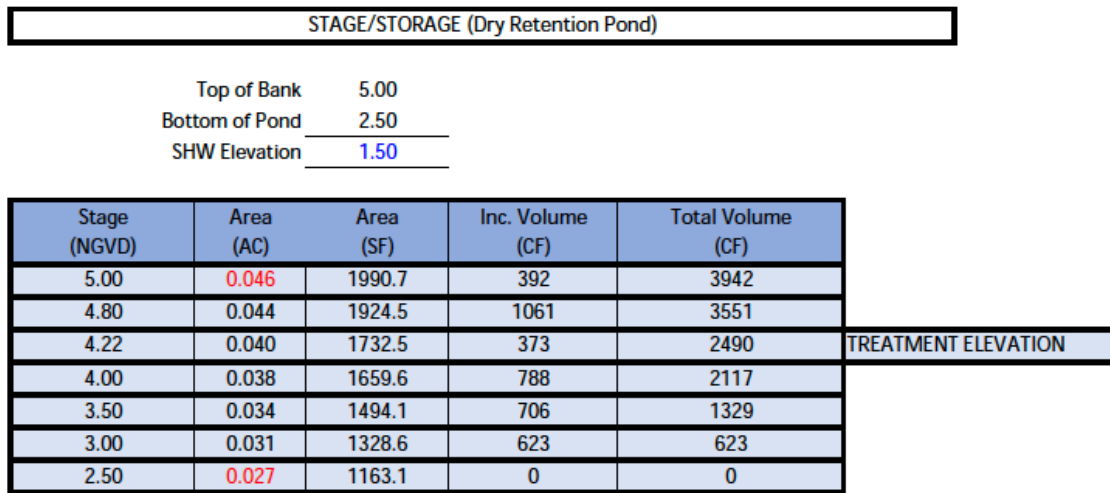 STAGE/STORAGE (Dry Retention Pond)
Top of Bank 5.00
Bottom of Pond 2.50
SHW Elevation 1.50
Stage Area Area Inc. Volume Total Volume
(NGVD) (AC) (SF) (CF) (CF)
5.00 0.046 1990.7 392 3942
4.80 0.044 1924.5 1061 3551
4.22 0.040 1732.5 373 2490 TREATMENT ELEVATION
4.00 0.038 1659.6 788 2117
3.50 0.034 1494.1 706 1329
3.00 0.031 1328.6 623 623
2.50 0.027 1163.1 0 0